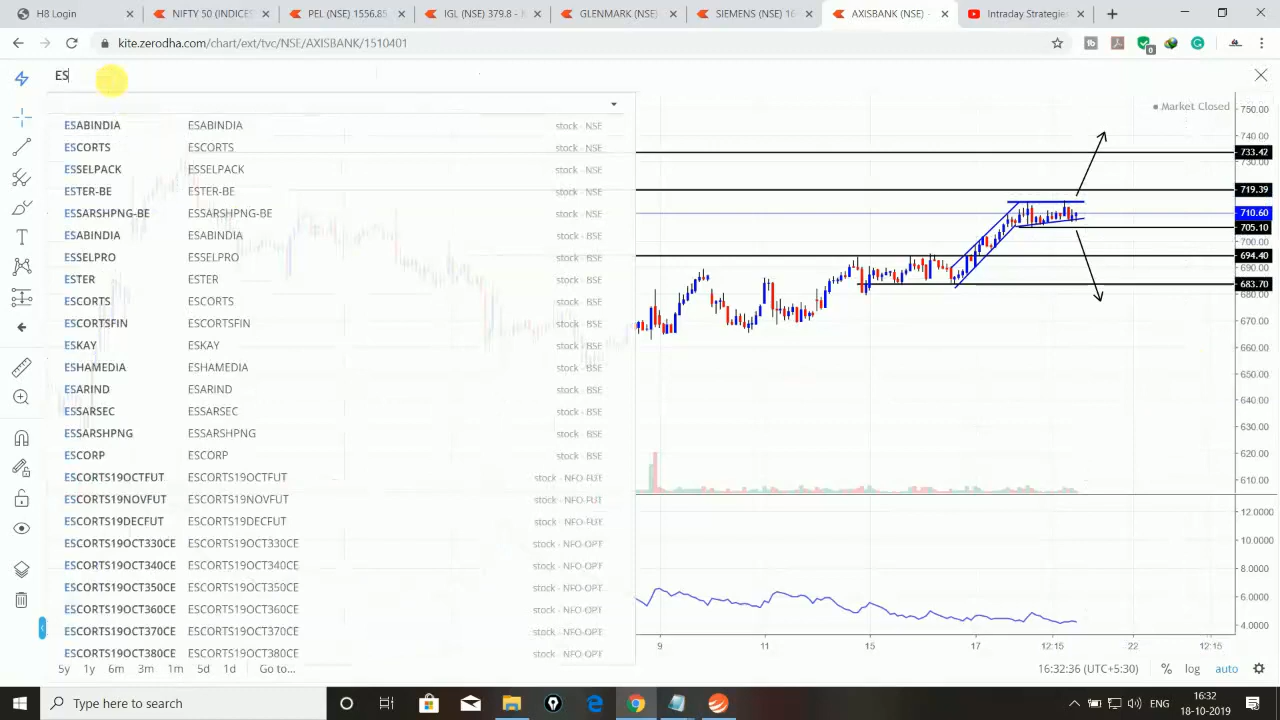 H8 Login
NIFTY 50 (INDICES
PEL (NSE) 1556.85
IGL (NSE) 379.8 -
GLENMARK (NSE)
SIEMENS (NSE) 16
AXISBANK (NSE) -
Intraday Strategies
kite.zerodha.com/chart/ext/tvc/NSE/AXISBANK/1510401
ES
Market Closed
ESABINDIA ESABINDIA stock - NSE
ESCORTS ESCORTS stock - NSE
ESSELPACK ESSELPACK stock - NSE
ESTER-BE ESTER-BE stock - NSE
ESSARSHPNG-BE ESSARSHPNG-BE stock - NSE
ESABINDIA ESABINDIA stock - BSE
ESSELPRO ESSELPRO stock - BSE
ESTER ESTER stock - BSE
ESCORTS ESCORTS stock - BSE
ESCORTSFIN ESCORTSFIN stock - BSE
ESKAY ESKAY stock - BSE
ESHAMEDIA ESHAMEDIA stock - BSE
ESARIND ESARIND stock - BSE
ESSARSEC ESSARSEC stock - BSE
ESSARSHPNG ESSARSHPNG stock - BSE
ESCORP ESCORP stock - BSE
ESCORTS19OCTFUT ESCORTS19OCTFUT stock - NFO-FUT
ESCORTS19NOVFUT ESCORTS19NOVFUT stock - NFO-FUT
ESCORTS19DECFUT ESCORTS19DECFUT stock - NFO-FUT
ESCORTS19OCT330CE ESCORTS19OCT330CE stock - NFO-OPT
ESCORTS19OCT340CE ESCORTS19OCT340CE stock - NFO-OPT
ESCORTS19OCT350CE ESCORTS19OCT350CE stock - NFO-OPT
ESCORTS19OCT360CE ESCORTS19OCT360CE stock - NFO-OPT
ESCORTS19OCT370CE ESCORTS19OCT370CE stock - NFO-OPT
ESCORTS19OCT380CE ESCORTS19OCT380CE stock - NFO-OPT
750.00
740.00
733.42
730.00
719.39
710.60
705.10
700.00
694.40
690.00
683.70
680.00
670.00
660.00
650.00
640.00
630.00
620.00
610.00
12.0000
10.0000
8.0000
6.0000
4.0000
9 11 15 17 12:15 22 12:15
5y 1y 6m 3m 1m 5d 1d Go to...
16:32:36 (UTC+5:30) % log auto
Type here to search
ENG
16:32
18-10-2019